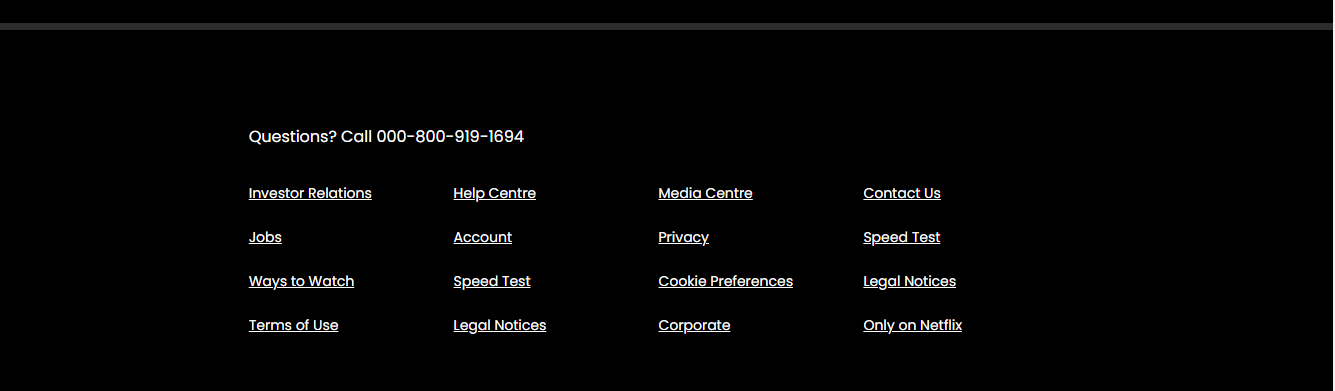 Questions? Call 000-800-919-1694
Investor Relations Help Centre Media Centre Contact Us
Jobs Account Privacy Speed Test
Ways to Watch Speed Test Cookie Preferences Legal Notices
Terms of Use Legal Notices Corporate Only on Netflix